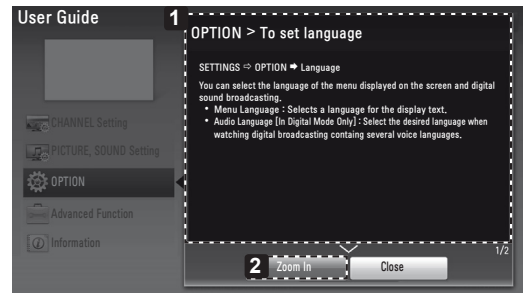 User Guide
1
OPTION > To set language
SETTINGS ⇨ OPTION ➡ Language
You can select the language of the menu displayed on the screen and digital
sound broadcasting.
• Menu Language : Selects a language for the display text.
• Audio Language [In Digital Mode Only] : Select the desired language when
watching digital broadcasting containg several voice languages.
CHANNEL Setting
PICTURE, SOUND Setting
OPTION
Advanced Function
Information
1/2
2
Zoom In
Close